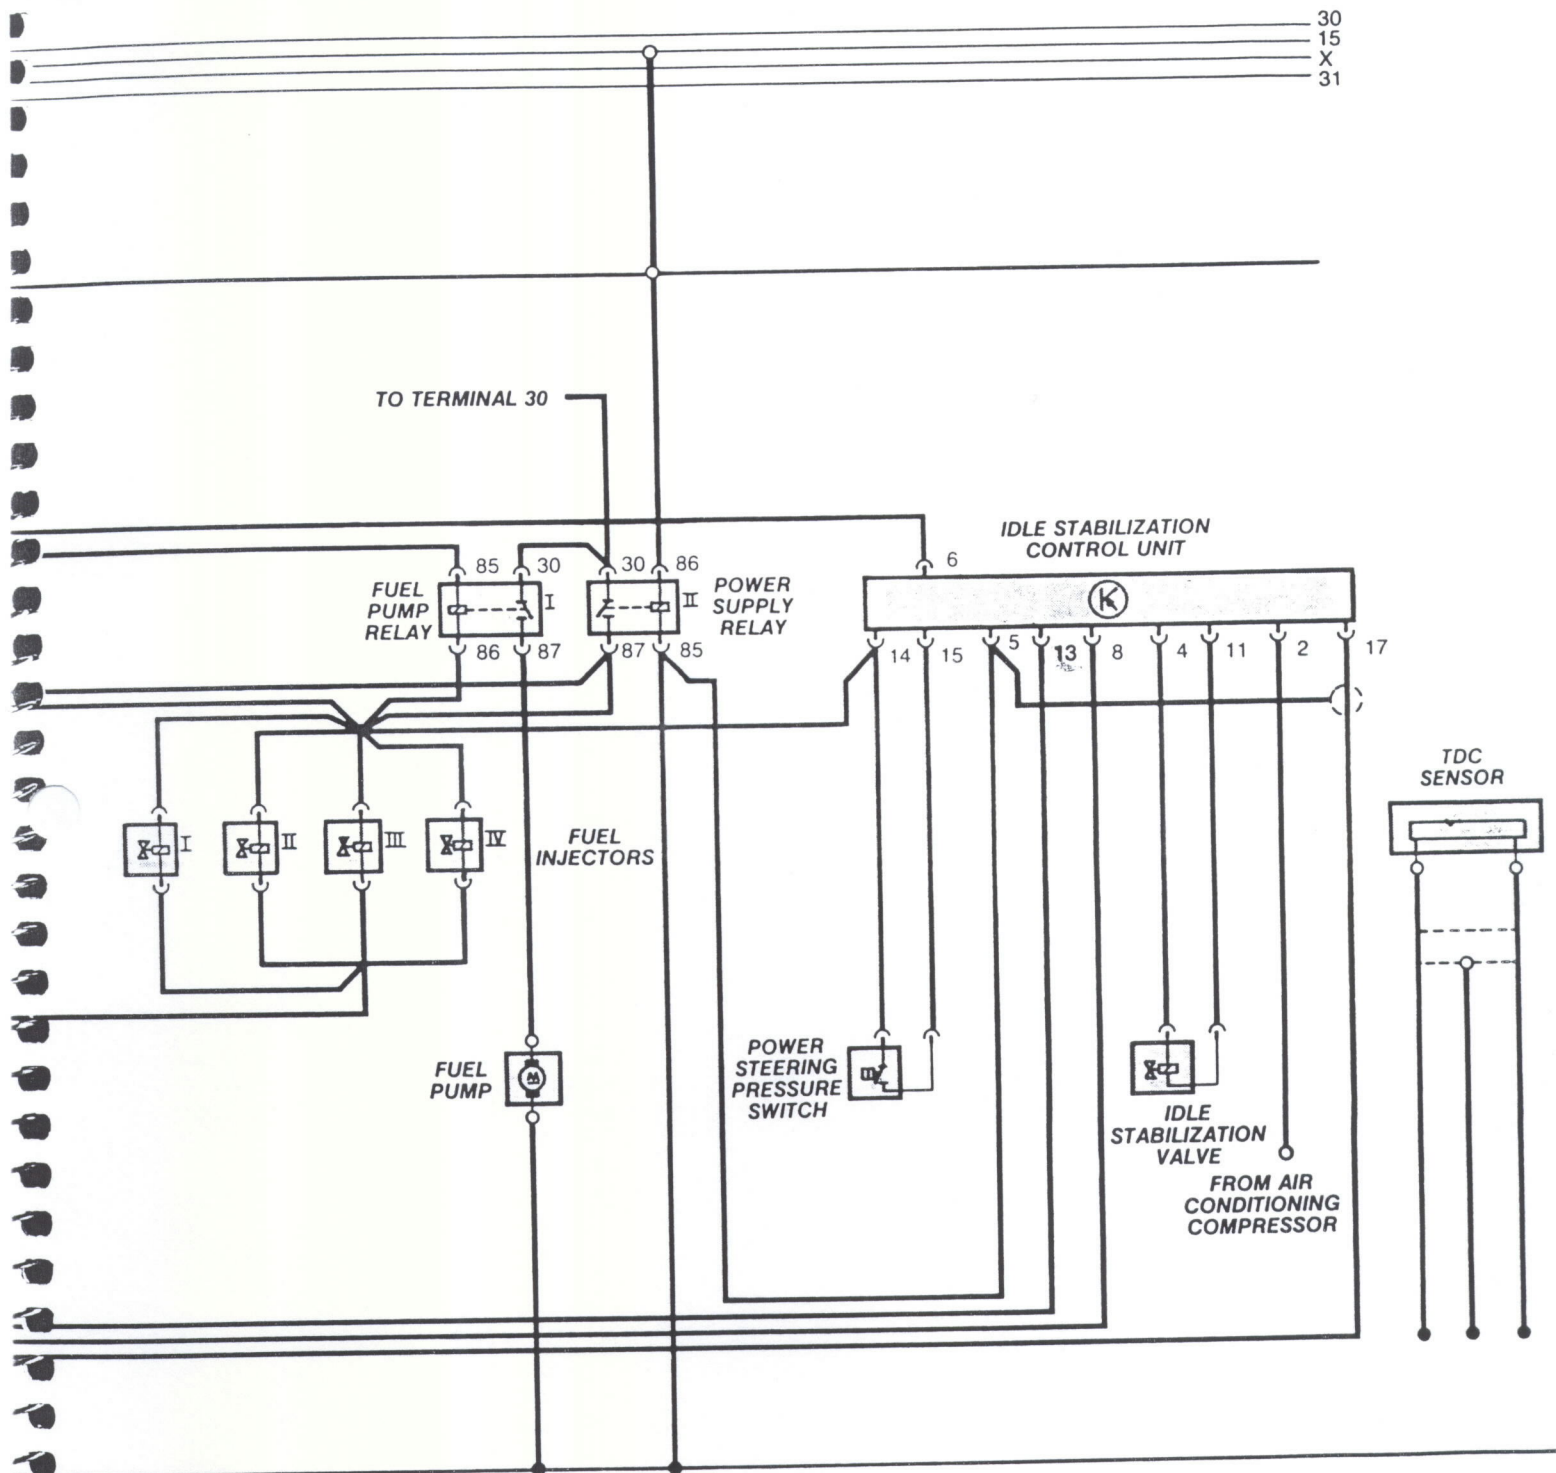 30
15
X
31
TO TERMINAL 30
6
IDLE STABILIZATION
CONTROL UNIT
K
85
30
30
86
FUEL
PUMP
RELAY
I
II
POWER
SUPPLY
RELAY
86
87
87
85
14
15
5
13
8
4
11
2
17
TDC
SENSOR
I
II
III
IV
FUEL
INJECTORS
FUEL
PUMP
M
POWER
STEERING
PRESSURE
SWITCH
IDLE
STABILIZATION
VALVE
FROM AIR
CONDITIONING
COMPRESSOR